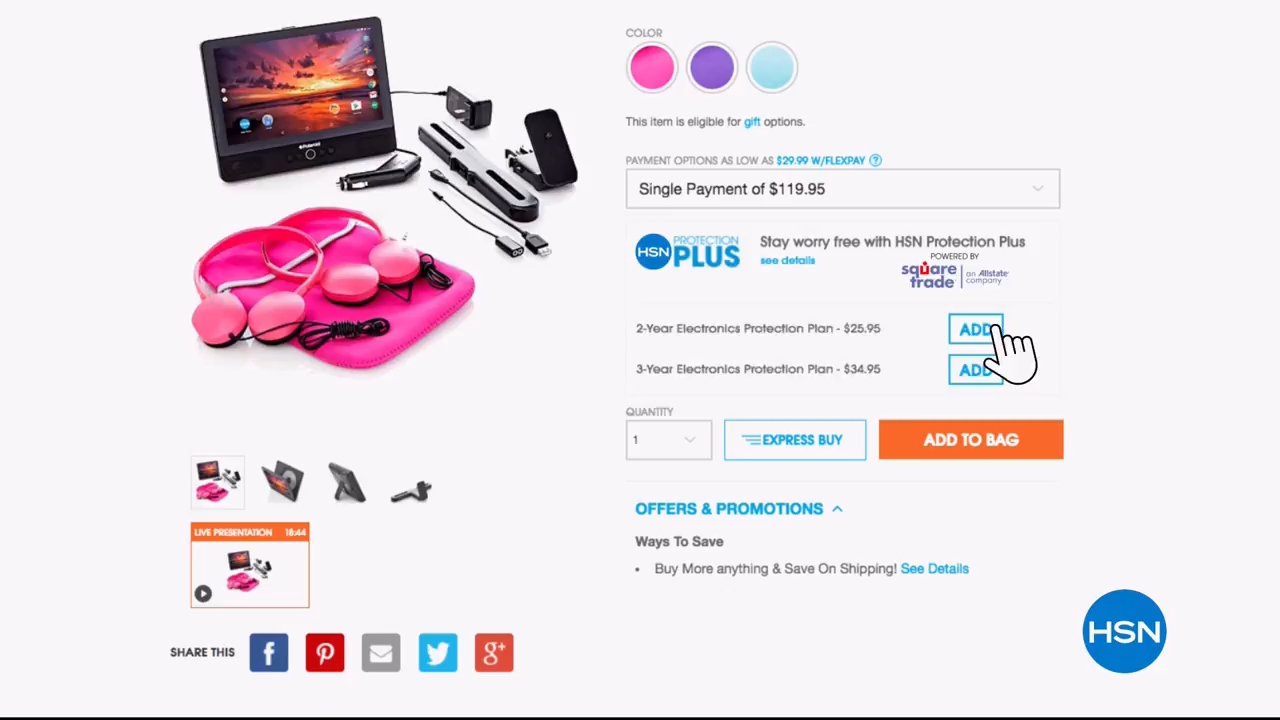 Polaroid
COLOR
This item is eligible for gift options.
PAYMENT OPTIONS AS LOW AS $29.99 W/FLEXPAY ?
Single Payment of $119.95
HSN PROTECTION PLUS
Stay worry free with HSN Protection Plus
see details
POWERED BY
square trade
an Allstate company
2-Year Electronics Protection Plan - $25.95
ADD
3-Year Electronics Protection Plan - $34.95
ADD
QUANTITY
1
EXPRESS BUY
ADD TO BAG
OFFERS & PROMOTIONS
Ways To Save
• Buy More anything & Save On Shipping! See Details
LIVE PRESENTATION 18:44
SHARE THIS
f
g+
HSN